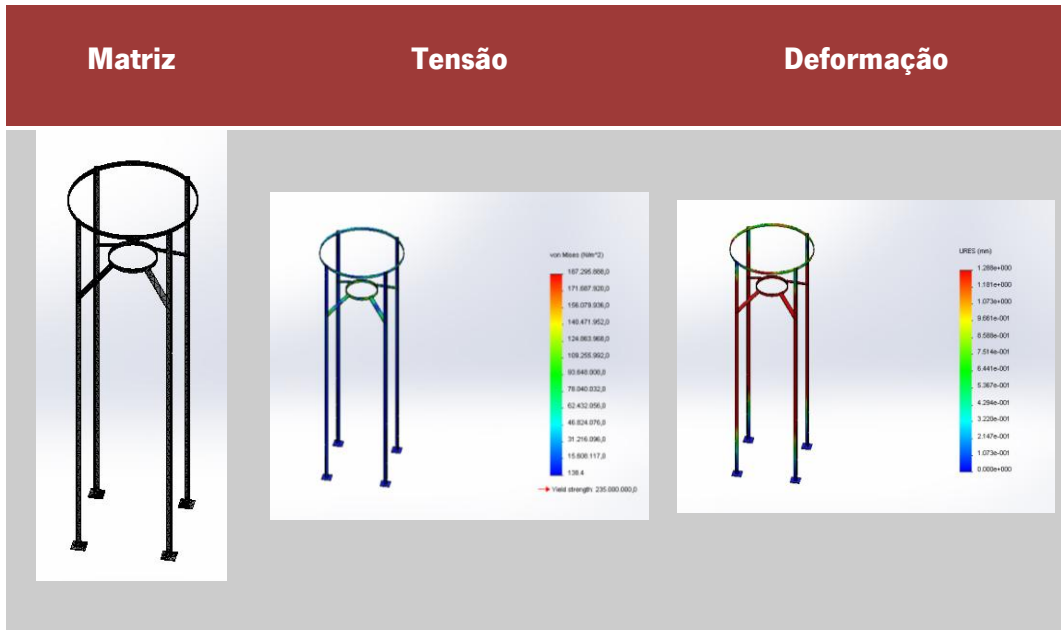 Matriz
Tensão
Deformação
von Mises (N/m^2)
187.295.888,0
171.687.920,0
156.079.936,0
140.471.952,0
124.863.968,0
109.255.992,0
93.648.008,0
78.040.032,0
62.432.056,0
46.824.076,0
31.216.096,0
15.608.117,0
138.4
Yield strength: 235.000.000,0
URES (mm)
1.288e+000
1.181e+000
1.073e+000
9.661e-001
8.588e-001
7.514e-001
6.441e-001
5.367e-001
4.294e-001
3.220e-001
2.147e-001
1.073e-001
0.000e+000